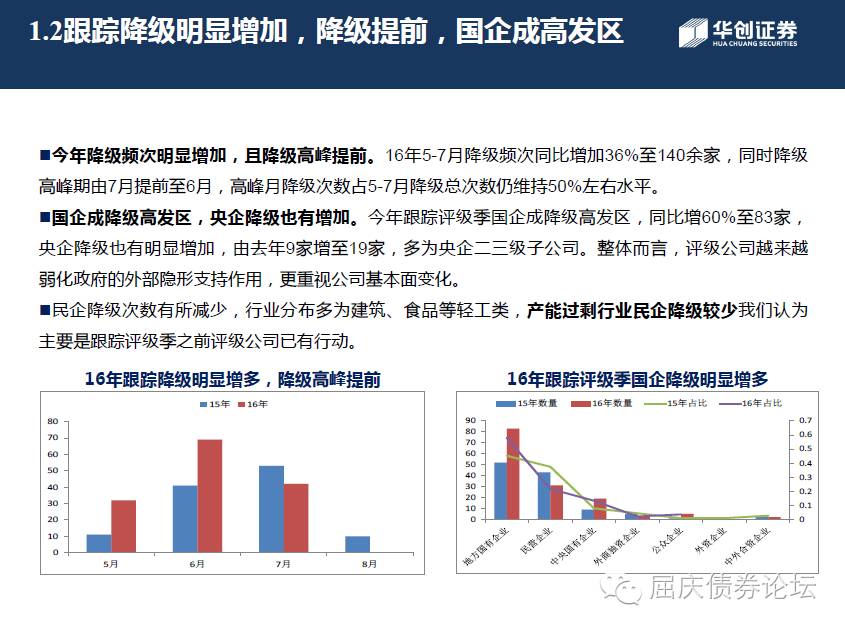 1.2跟踪降级明显增加，降级提前，国企成高发区
华创证券
HUA CHUANG SECURITIES
■今年降级频次明显增加，且降级高峰提前。16年5-7月降级频次同比增加36%至140余家，同时降级
高峰期由7月提前至6月，高峰月降级次数占5-7月降级总次数仍维持50%左右水平。
■国企成降级高发区，央企降级也有增加。今年跟踪评级季国企成降级高发区，同比增60%至83家，
央企降级也有明显增加，由去年9家增至19家，多为央企二三级子公司。整体而言，评级公司越来越
弱化政府的外部隐形支持作用，更重视公司基本面变化。
■民企降级次数有所减少，行业分布多为建筑、食品等轻工类，产能过剩行业民企降级较少我们认为
主要是跟踪评级季之前评级公司已有行动。
16年跟踪降级明显增多，降级高峰提前
15年 16年
80
70
60
50
40
30
20
10
0
5月 6月 7月 8月
16年跟踪评级季国企降级明显增多
15年数量 16年数量 15年占比 16年占比
90
80
70
60
50
40
30
20
10
0
0.7
0.6
0.5
0.4
0.3
0.2
0.1
0
地方国有企业
民营企业
中央国有企业
外商独资企业
公众企业
外资企业
中外合资企业
屈庆债券论坛